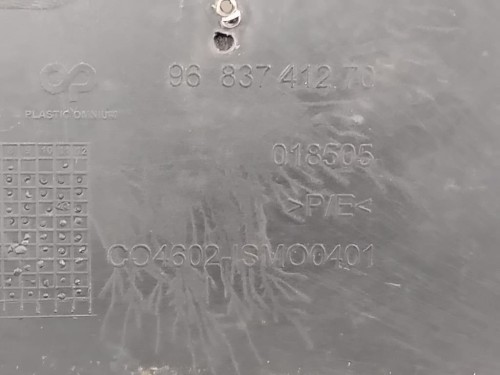 96 837 412 70
PLASTIC OMNIUM
018505
>P/E<
CO4602-ISMO0401